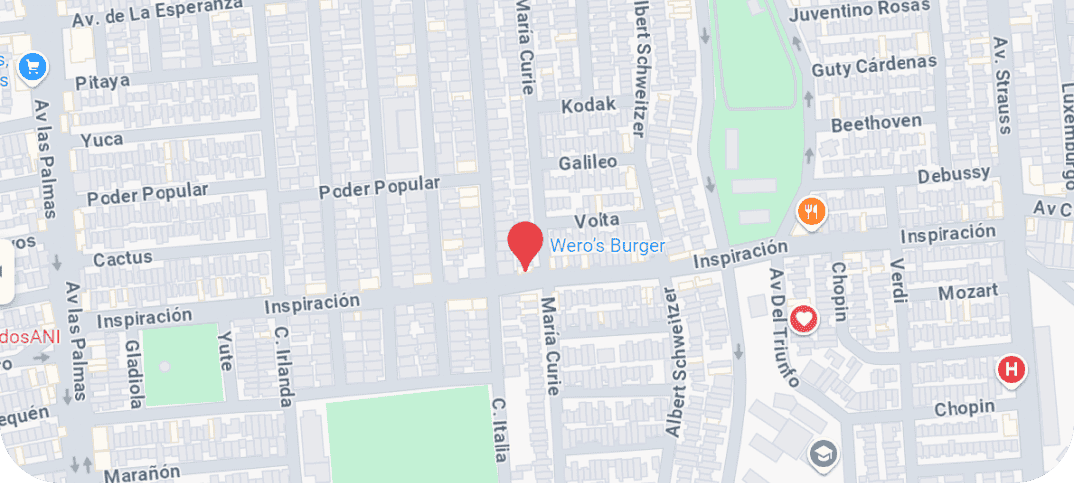 Av. de La Esperanza
María Curie
Albert Schweitzer
Juventino Rosas
Av. Strauss
Luxemburgo
Pitaya
Guty Cárdenas
Kodak
Av las Palmas
Yuca
Beethoven
Galileo
Poder Popular
Poder Popular
Debussy
Volta
Av C
Wero's Burger
Inspiración
Inspiración
Cactus
Inspiración
Inspiración
Av las Palmas
María Curie
Albert Schweitzer
Av Del Triunfo
Chopin
Verdi
Mozart
dosANI
Gladiola
Yute
C. Irlanda
C. Italia
Chopin
H
Marañón